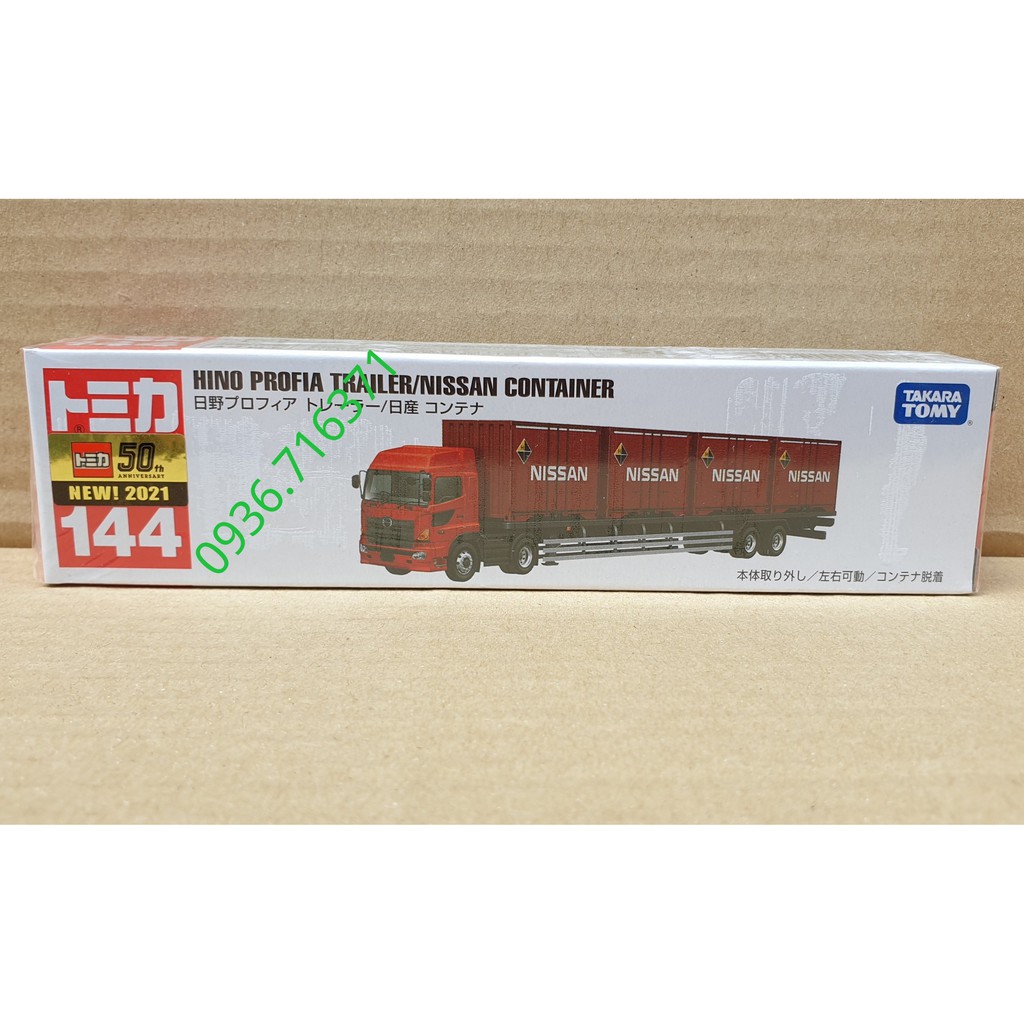 トミカ
®
トミカ 50th
ANNIVERSARY
NEW! 2021
144
HINO PROFIA TRAILER/NISSAN CONTAINER
日野プロフィア トレーラー/日産 コンテナ
NISSAN NISSAN NISSAN NISSAN
本体取り外し/左右可動/コンテナ脱着
TAKARA
TOMY
®
0936.716371